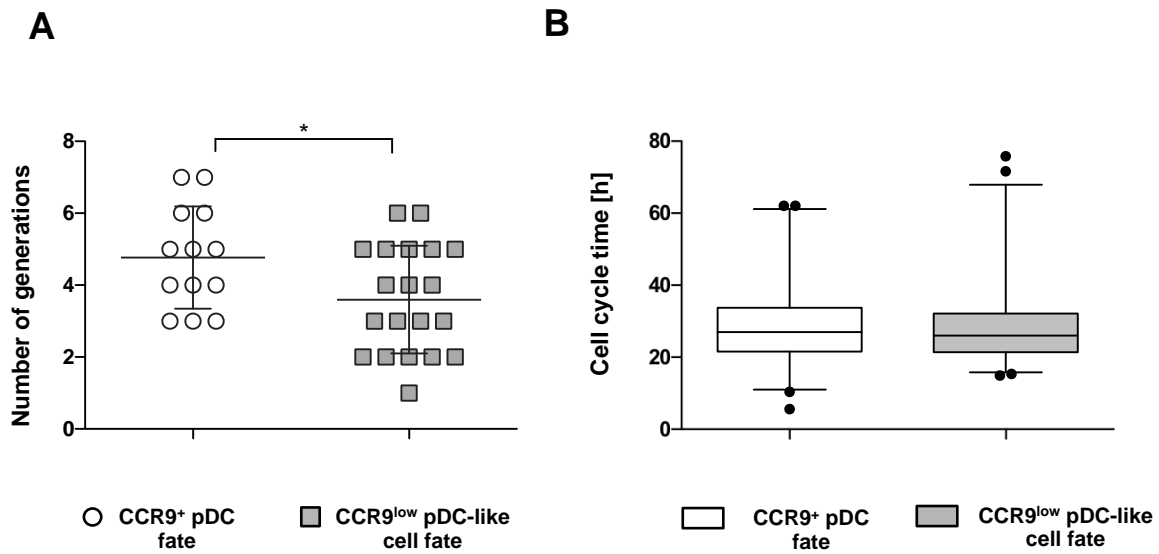 A
B
*
Number of generations
8
6
4
2
0
Cell cycle time [h]
80
60
40
20
0
CCR9⁺ pDC
fate
CCR9ˡᵒʷ pDC-like
cell fate
CCR9⁺ pDC
fate
CCR9ˡᵒʷ pDC-like
cell fate